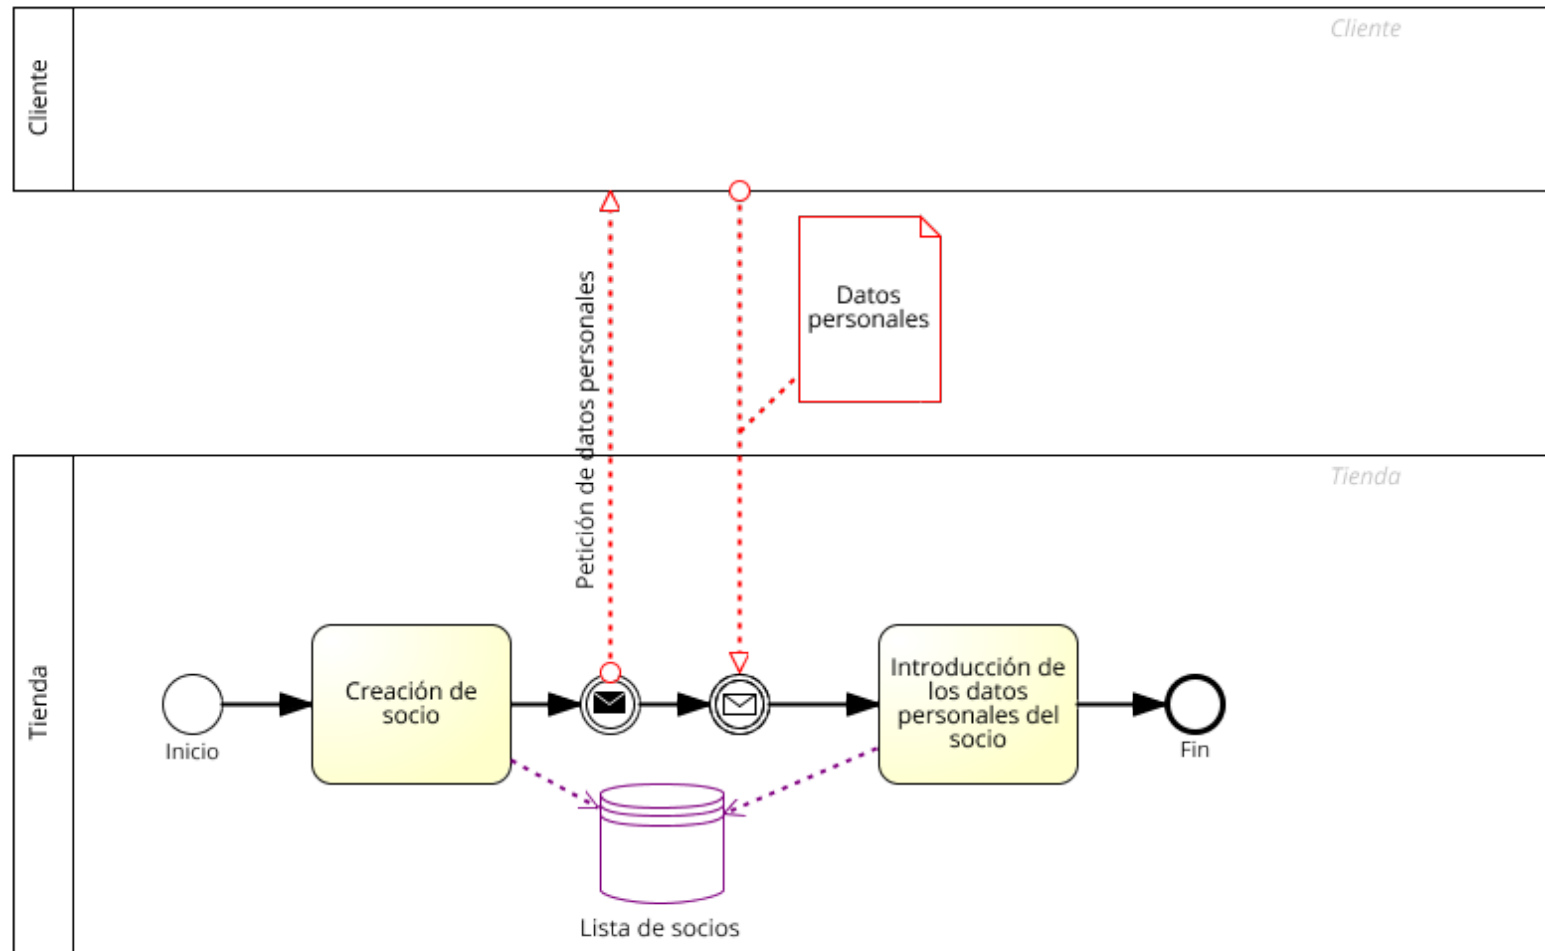 Cliente
Cliente
Petición de datos personales
Datos
personales
Tienda
Tienda
Inicio
Creación de
socio
Introducción de
los datos
personales del
socio
Fin
Lista de socios